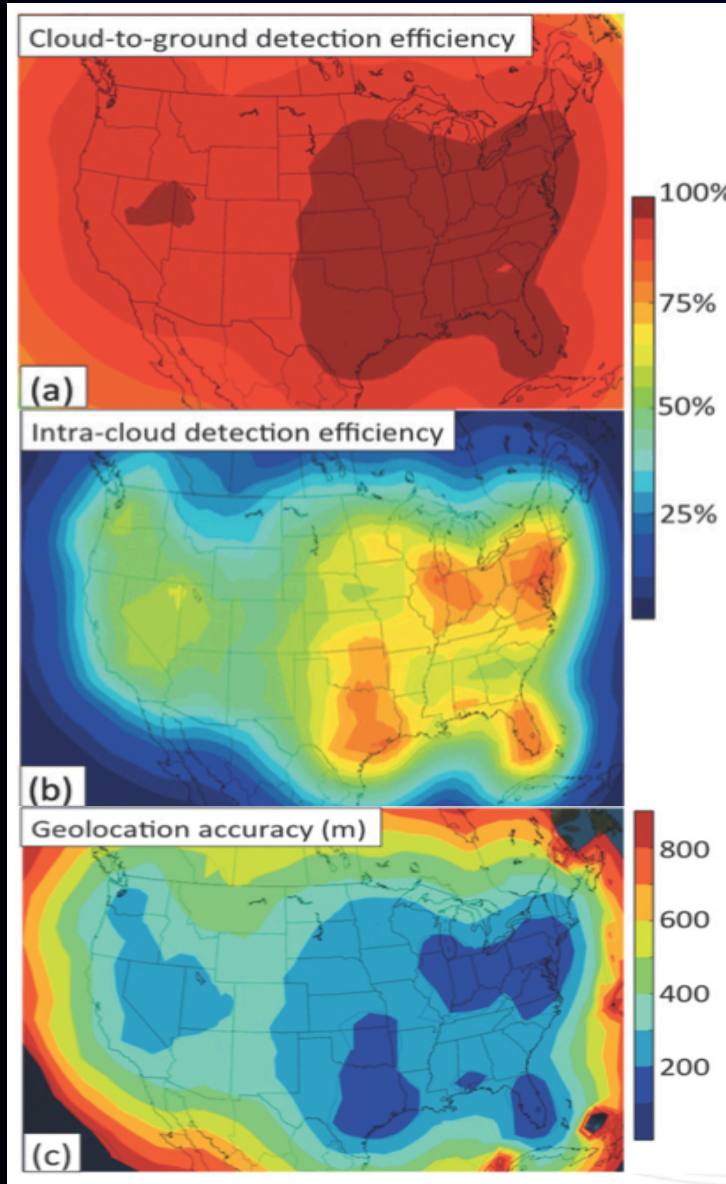 Cloud-to-ground detection efficiency
100%
75%
50%
25%
(a)
Intra-cloud detection efficiency
(b)
Geolocation accuracy (m)
800
600
400
200
(c)